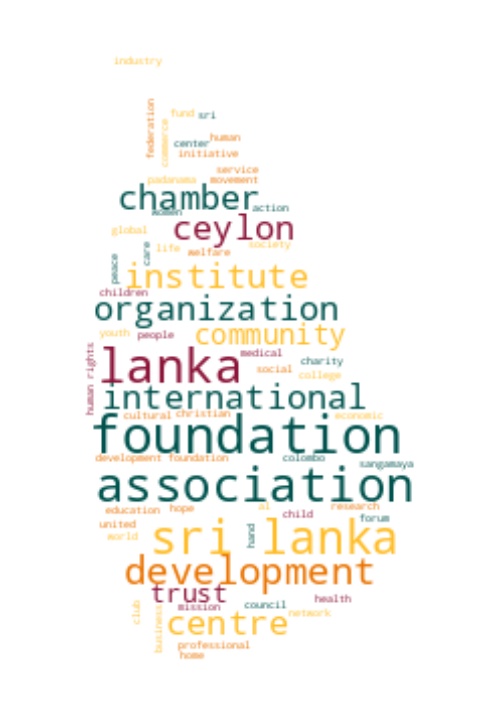 industry
federation
fund
sri
commerce
human
center
initiative
service
padanama
movement
chamber
women
action
ceylon
global
society
care
life
welfare
peace
institute
children
organization
youth
people
community
human rights
lanka
medical
charity
social
college
international
cultural
christian
economic
foundation
development foundation
colombo
sangamaya
association
education
hope
al
research
child
forum
united
hand
world
sri lanka
development
trust
health
mission
council
club
business
network
centre
professional
home